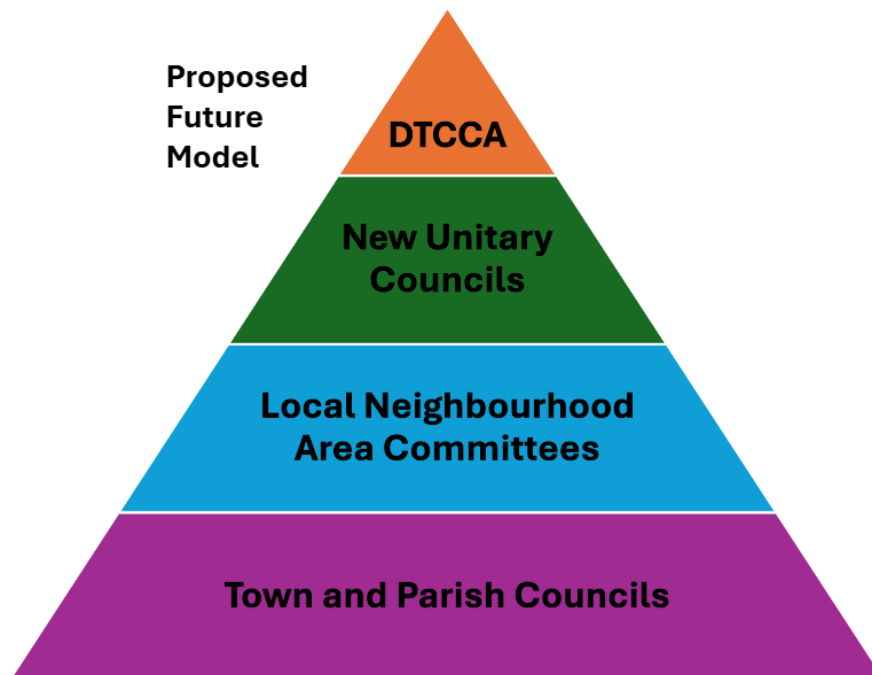 Proposed
Future
Model
DTCCA
New Unitary
Councils
Local Neighbourhood
Area Committees
Town and Parish Councils